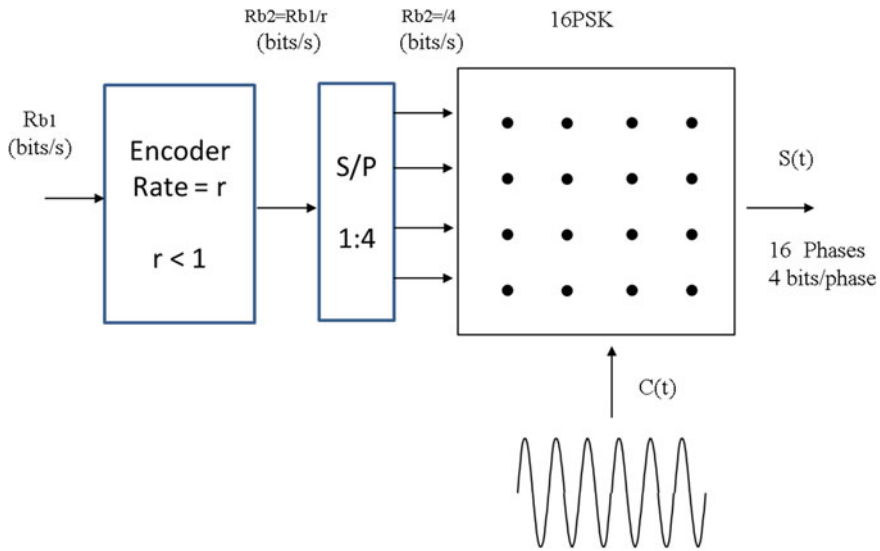 Rb2=Rb1/r
(bits/s)
Rb2=/4
(bits/s)
16PSK
Rb1
(bits/s)
Encoder
Rate = r
r < 1
S/P
1:4
S(t)
16 Phases
4 bits/phase
C(t)